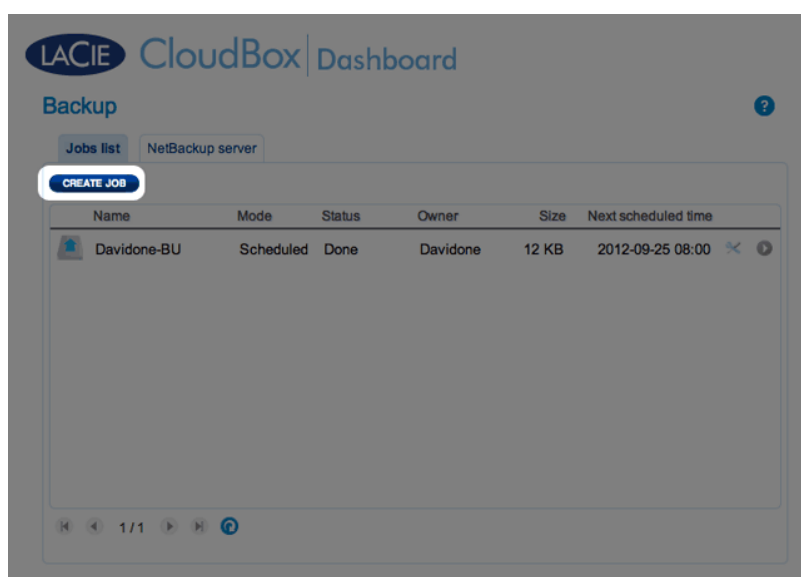 LACIE CloudBox Dashboard
Backup
?
Jobs list NetBackup server
CREATE JOB
Name Mode Status Owner Size Next scheduled time
Davidone-BU Scheduled Done Davidone 12 KB 2012-09-25 08:00
1/1